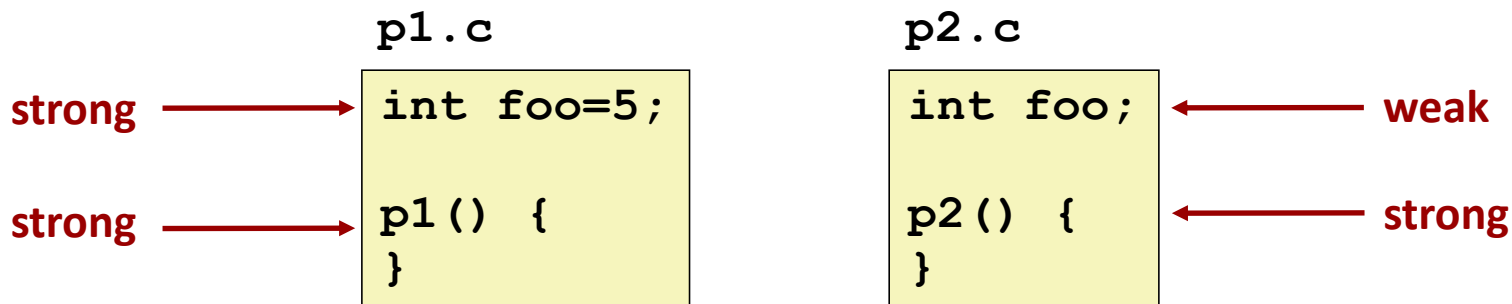 p1.c
p2.c
strong
int foo=5;
int foo;
weak
strong
p1() {
p2() {
strong
}
}